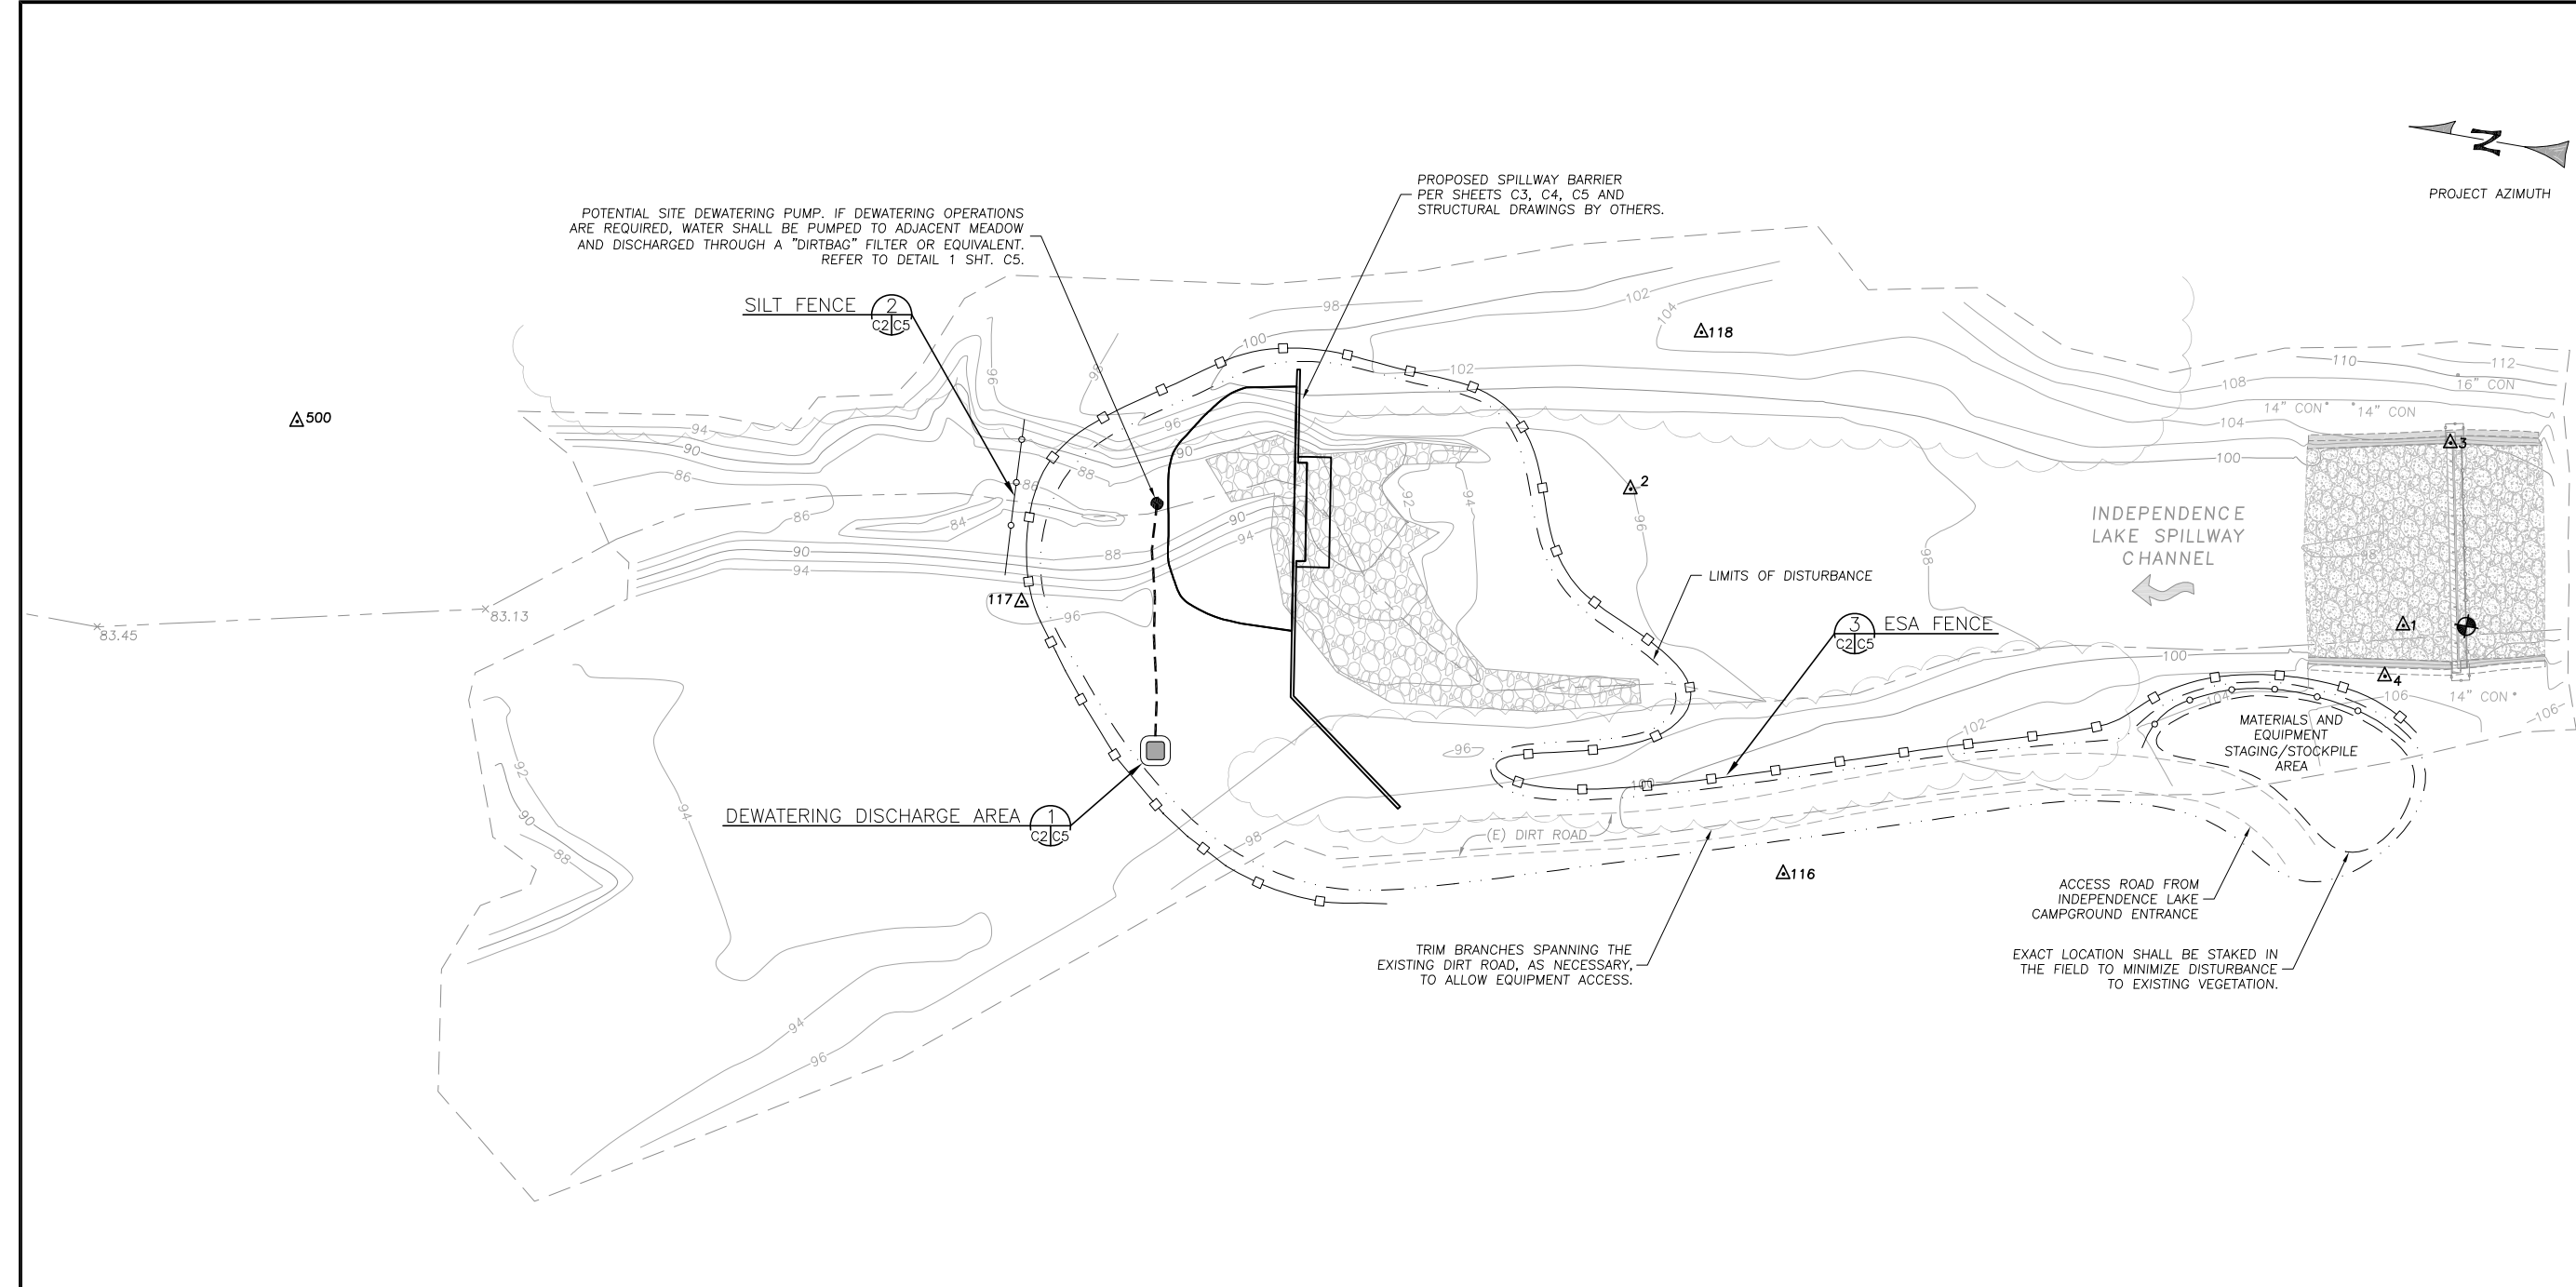 N
PROJECT AZIMUTH
PROPOSED SPILLWAY BARRIER
PER SHEETS C3, C4, C5 AND
STRUCTURAL DRAWINGS BY OTHERS.
POTENTIAL SITE DEWATERING PUMP. IF DEWATERING OPERATIONS
ARE REQUIRED, WATER SHALL BE PUMPED TO ADJACENT MEADOW
AND DISCHARGED THROUGH A "DIRTBAG" FILTER OR EQUIVALENT.
REFER TO DETAIL 1 SHT. C5.
SILT FENCE
2
C2 C5
98
102
104
118
100
102
96
98
110
112
16" CON
108
14" CON
14" CON
104
500
94
90
96
90
3
100
86
88
86
92
94
2
86
84
90
94
96
98
INDEPENDENCE
LAKE SPILLWAY
CHANNEL
98
90
94
88
LIMITS OF DISTURBANCE
117
96
83.13
83.45
3
C2 C5
ESA FENCE
1
100
4
106
14" CON
106
104
102
MATERIALS AND
EQUIPMENT
STAGING/STOCKPILE
AREA
96
100
92
90
88
94
DEWATERING DISCHARGE AREA
1
C2 C5
98
(E) DIRT ROAD
116
ACCESS ROAD FROM
INDEPENDENCE LAKE
CAMPGROUND ENTRANCE
TRIM BRANCHES SPANNING THE
EXISTING DIRT ROAD, AS NECESSARY,
TO ALLOW EQUIPMENT ACCESS.
EXACT LOCATION SHALL BE STAKED IN
THE FIELD TO MINIMIZE DISTURBANCE
TO EXISTING VEGETATION.
94
96